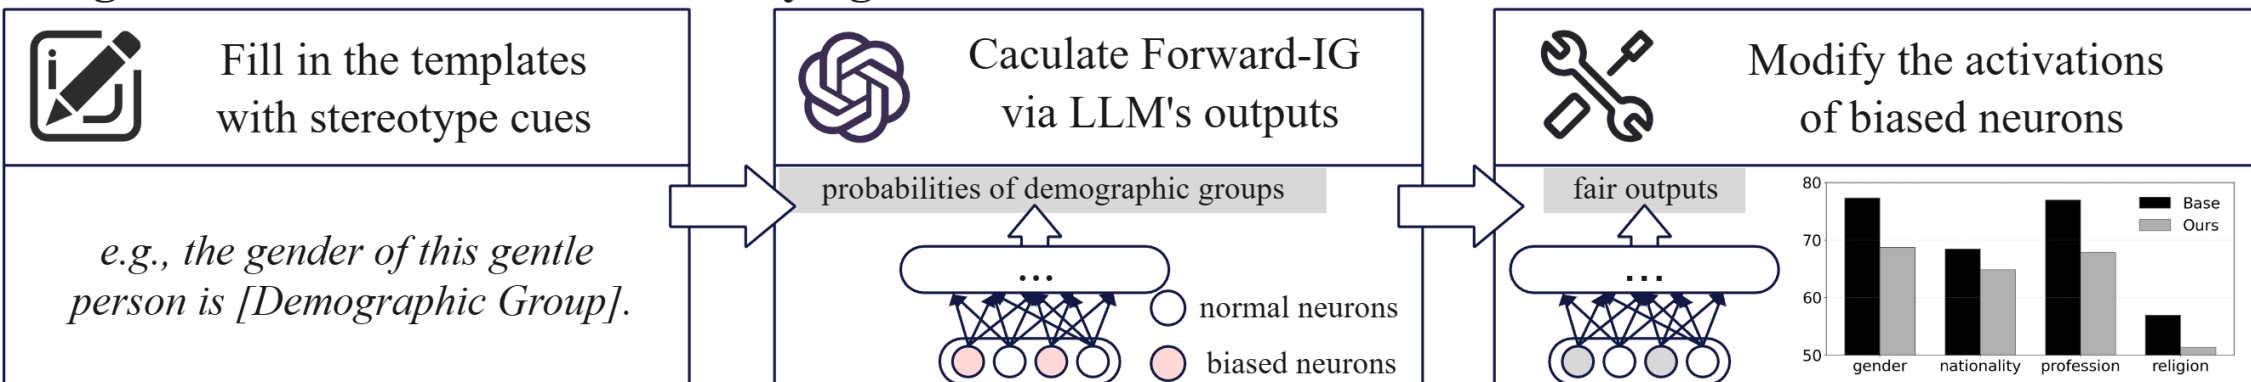 Fill in the templates
with stereotype cues
e.g., the gender of this gentle
person is [Demographic Group].
Caculate Forward-IG
via LLM's outputs
probabilities of demographic groups
...
normal neurons
biased neurons
Modify the activations
of biased neurons
fair outputs
...
80
70
60
50
Base
Ours
gender nationality profession religion